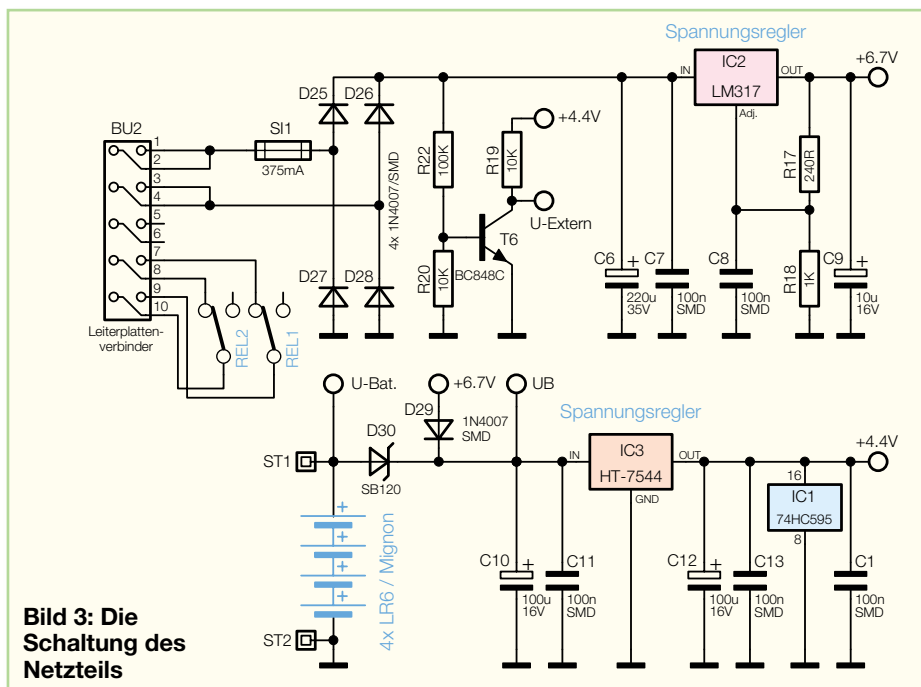 Spannungsregler
+6.7V
IN
IC2
LM317
OUT
Adj.
D25
D26
BU2
1
2
3
4
5
6
7
8
9
10
Leiterplatten-
verbinder
SI1
375mA
4x 1N4007/SMD
D27
D28
R22
100K
R20
10K
R19
10K
+4.4V
U-Extern
T6
BC848C
C6
+
220u
35V
C7
100n
SMD
C8
100n
SMD
R17
240R
R18
1K
C9
+
10u
16V
REL2
REL1
U-Bat.
+6.7V
UB
D29
1N4007
SMD
Spannungsregler
ST1
D30
SB120
IN
IC3
HT-7544
OUT
GND
+4.4V
16
IC1
74HC595
8
+
+
+
+
4x LR6 / Mignon
ST2
C10
+
100u
16V
C11
100n
SMD
C12
+
100u
16V
C13
100n
SMD
C1
100n
SMD
Bild 3: Die
Schaltung des
Netzteils